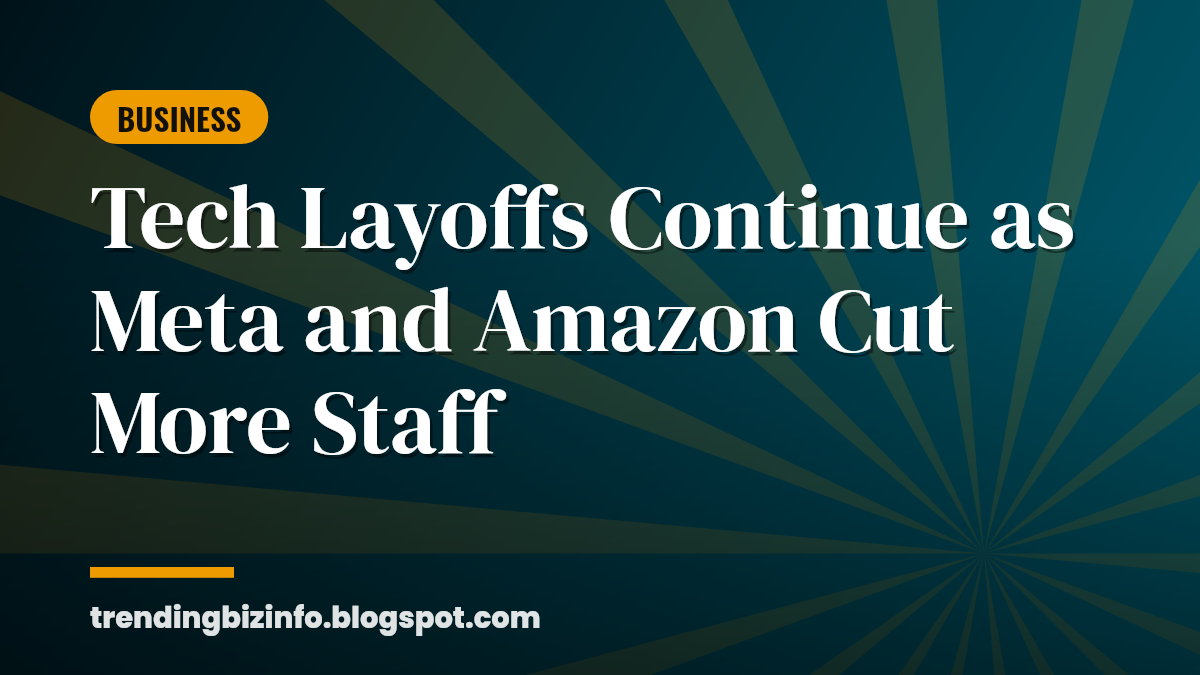 BUSINESS
Tech Layoffs Continue as
Meta and Amazon Cut
More Staff
trendingbizinfo.blogspot.com